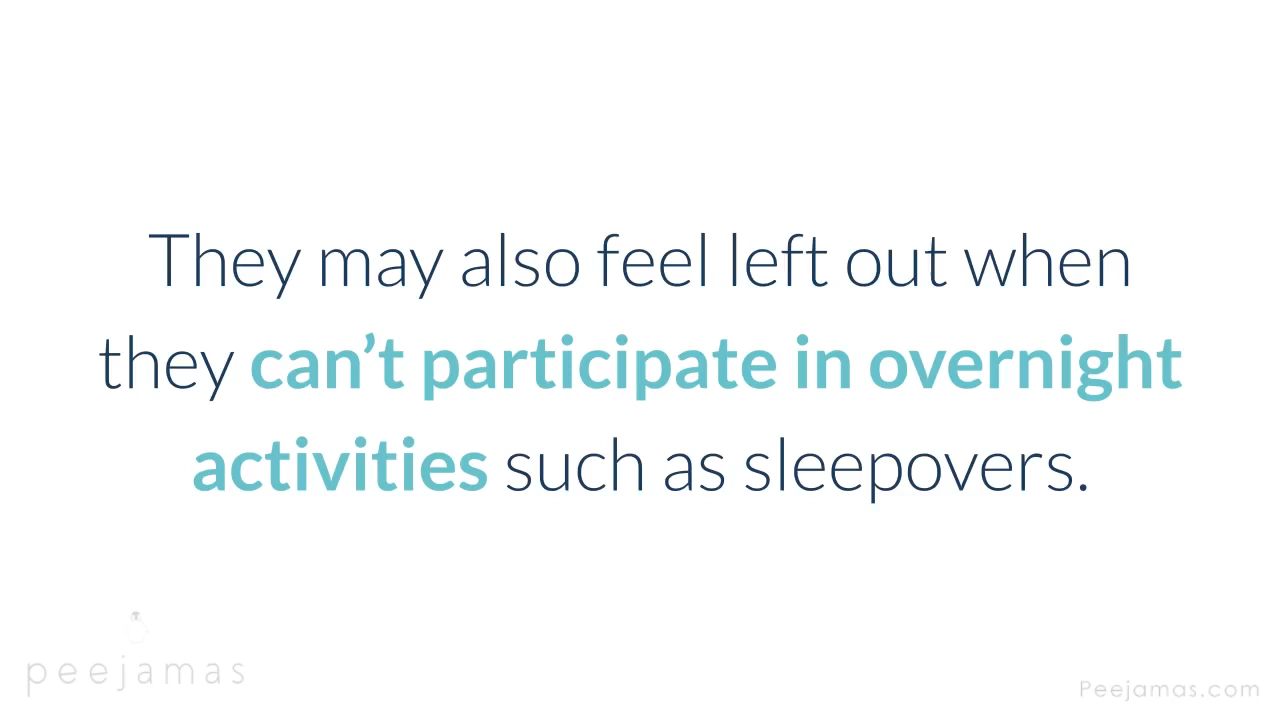 They may also feel left out when
they can’t participate in overnight
activities such as sleepovers.
peejamas
Peejamas.com